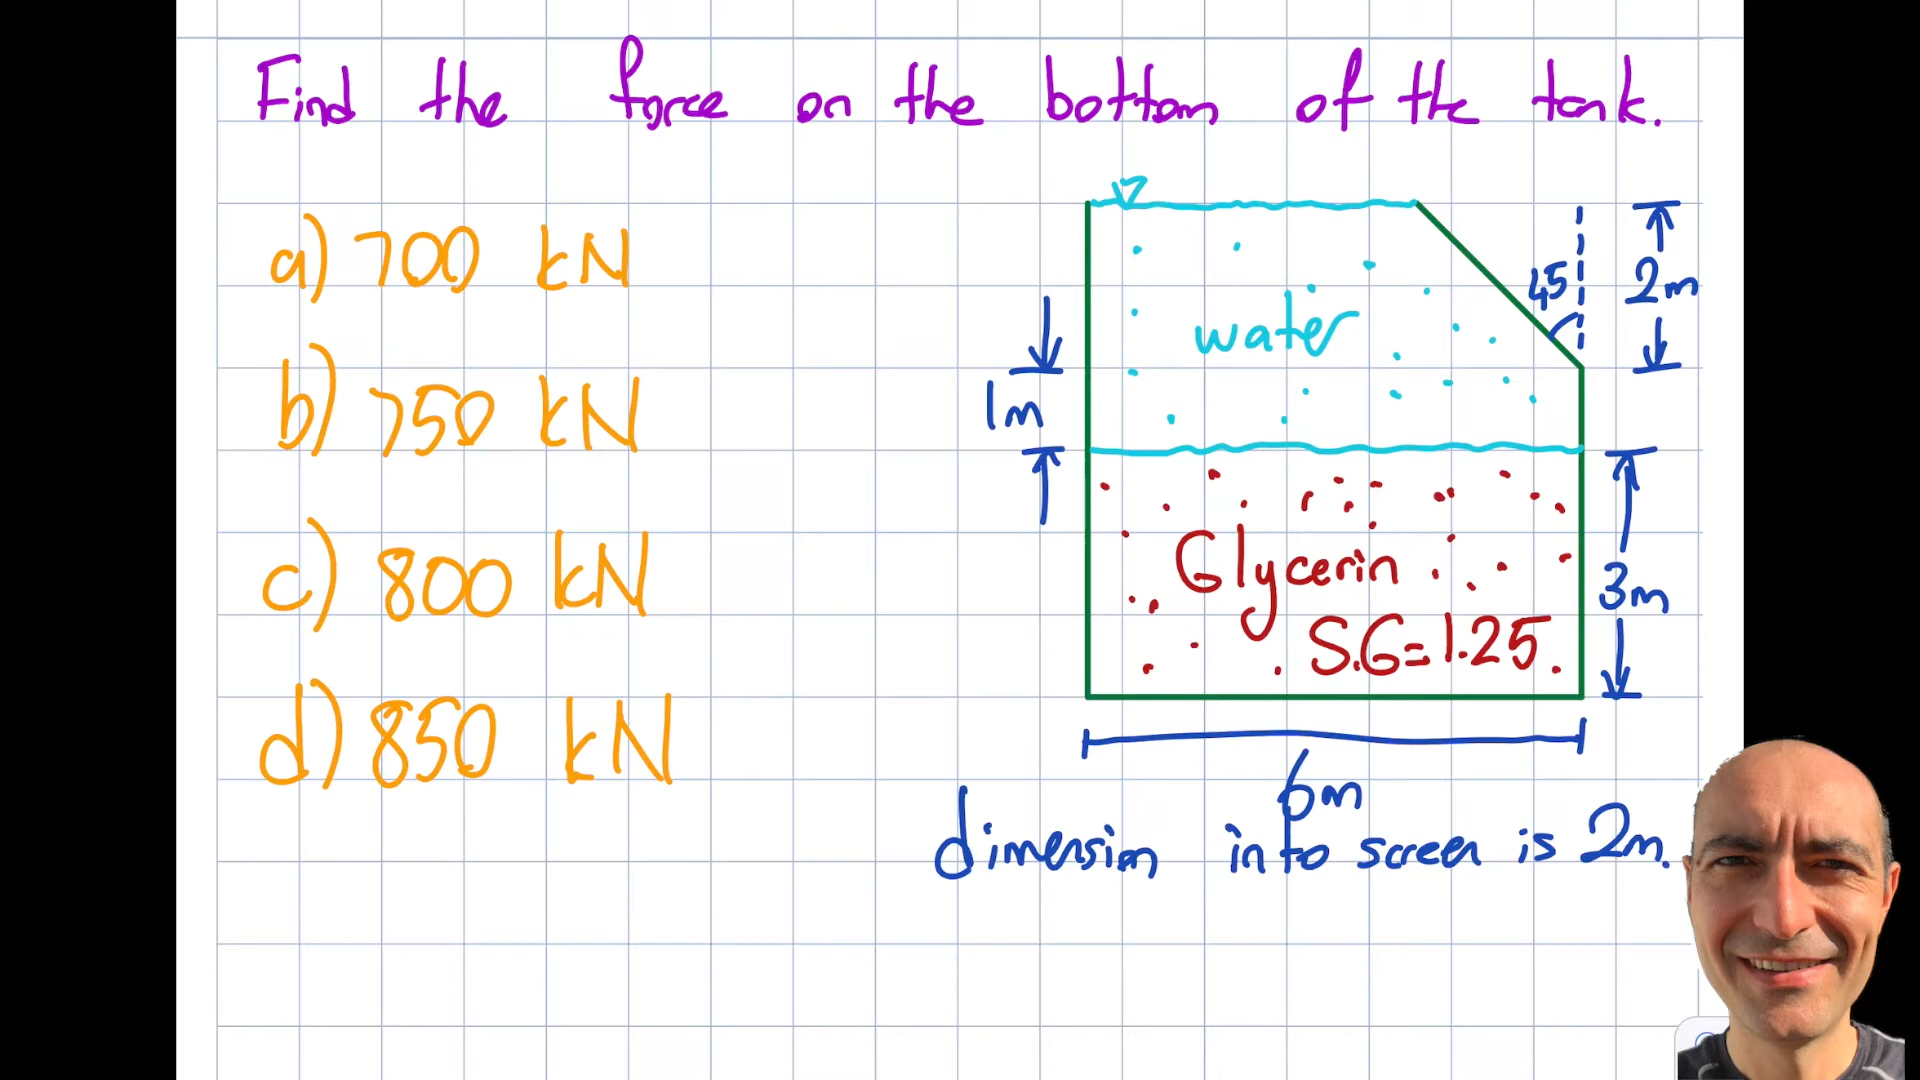 Find the force on the bottom of the tank.
a) 700 kN
b) 750 kN
c) 800 kN
d) 850 kN
45
2m
water
1m
Glycerin
S.G=1.25
3m
6m
dimension into screen is 2m.